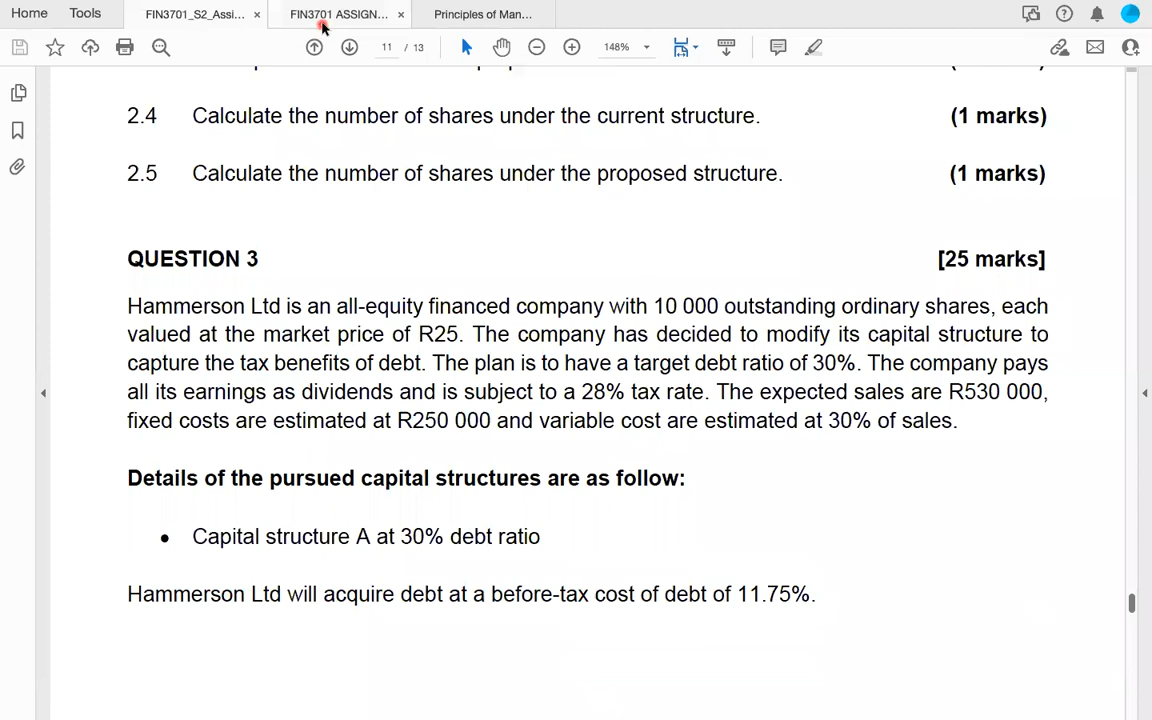 Home Tools FIN3701_S2_Assi... × FIN3701 ASSIGN... × Principles of Man...
11 / 13 148%
2.4 Calculate the number of shares under the current structure. (1 marks)
2.5 Calculate the number of shares under the proposed structure. (1 marks)
QUESTION 3 [25 marks]
Hammerson Ltd is an all-equity financed company with 10 000 outstanding ordinary shares, each
valued at the market price of R25. The company has decided to modify its capital structure to
capture the tax benefits of debt. The plan is to have a target debt ratio of 30%. The company pays
all its earnings as dividends and is subject to a 28% tax rate. The expected sales are R530 000,
fixed costs are estimated at R250 000 and variable cost are estimated at 30% of sales.
Details of the pursued capital structures are as follow:
• Capital structure A at 30% debt ratio
Hammerson Ltd will acquire debt at a before-tax cost of debt of 11.75%.